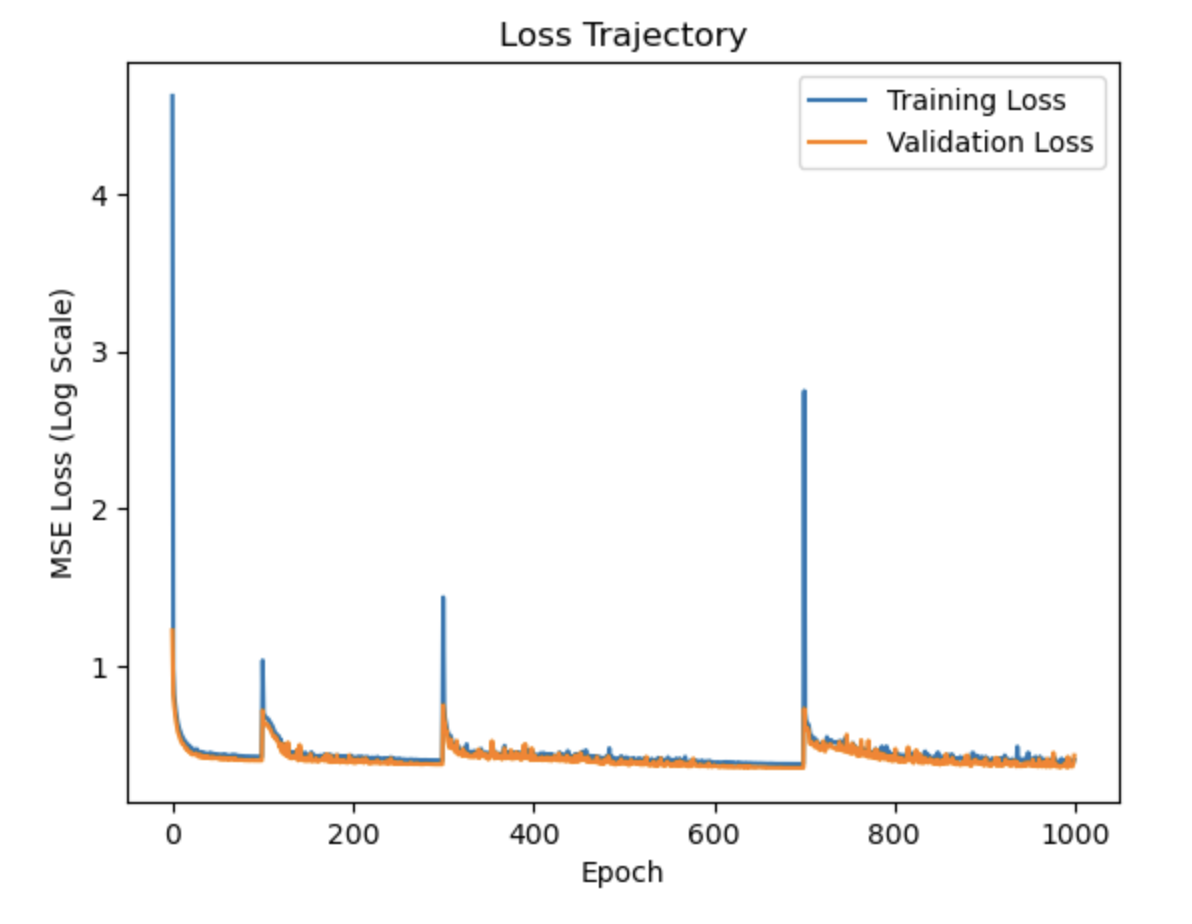 Loss Trajectory
Training Loss
Validation Loss
4
3
2
1
MSE Loss (Log Scale)
0 200 400 600 800 1000
Epoch